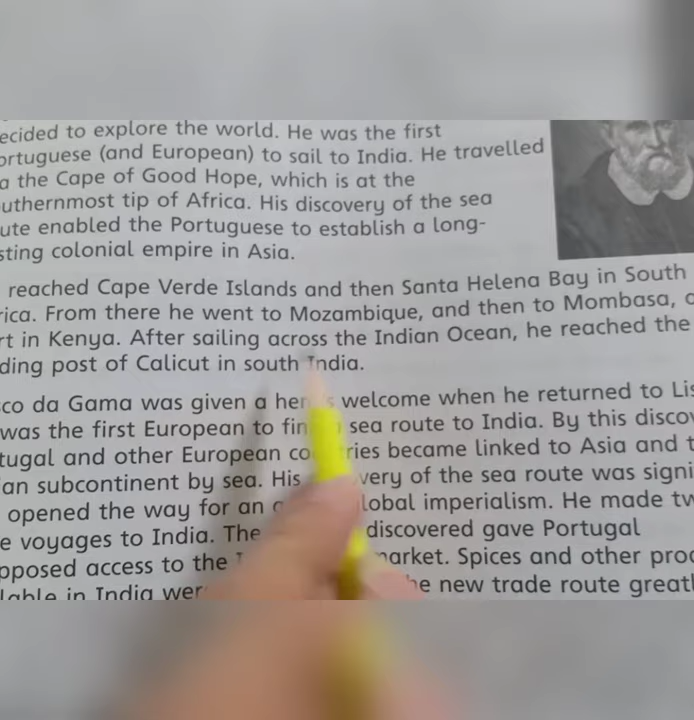 ecided to explore the world. He was the first
ortuguese (and European) to sail to India. He travelled
a the Cape of Good Hope, which is at the
uthernmost tip of Africa. His discovery of the sea
ute enabled the Portuguese to establish a long-
sting colonial empire in Asia.
reached Cape Verde Islands and then Santa Helena Bay in South
rica. From there he went to Mozambique, and then to Mombasa, a
rt in Kenya. After sailing across the Indian Ocean, he reached the
ding post of Calicut in south India.
co da Gama was given a her s welcome when he returned to Lis
was the first European to fin sea route to India. By this discov
tugal and other European co ries became linked to Asia and t
ian subcontinent by sea. His very of the sea route was signi
opened the way for an lobal imperialism. He made tw
e voyages to India. The discovered gave Portugal
pposed access to the arket. Spices and other prod
lable in India wer he new trade route greatl